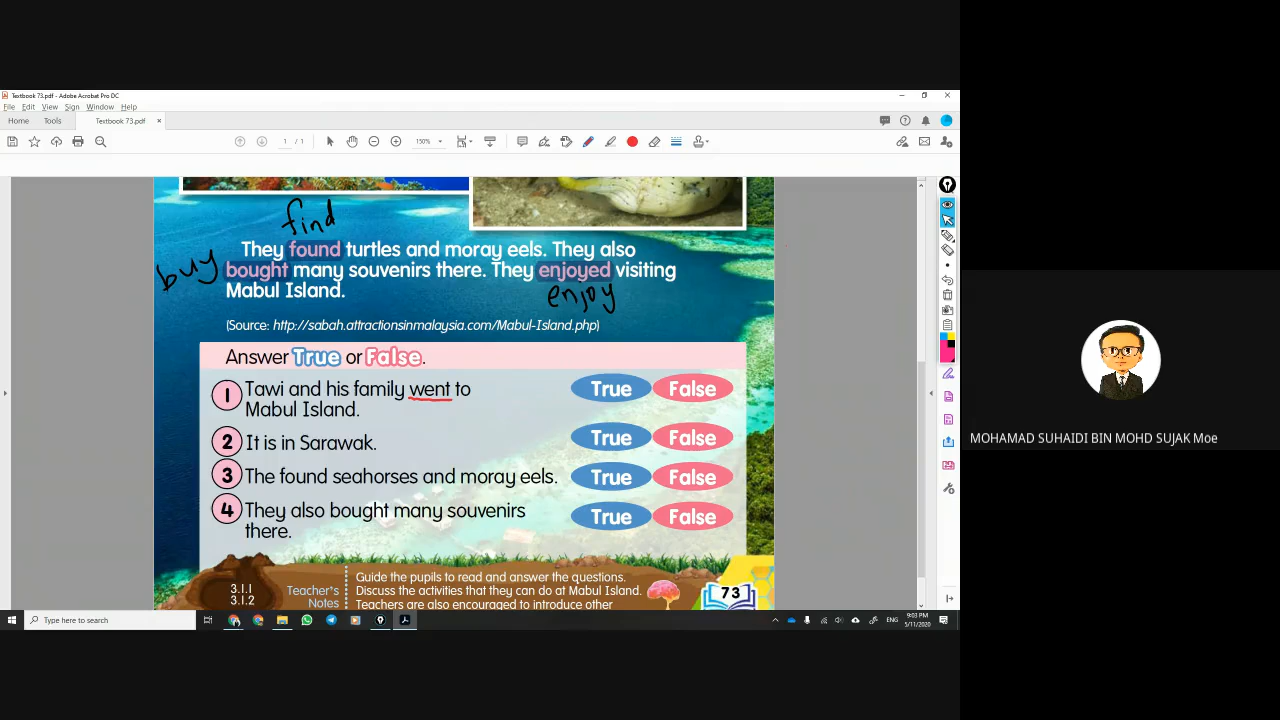 Textbook 73.pdf - Adobe Acrobat Pro DC
File Edit View Sign Window Help
Home Tools Textbook 73.pdf ×
1 / 1 150%
find
They found turtles and moray eels. They also
buy bought many souvenirs there. They enjoyed visiting
enjoy
Mabul Island.
(Source: http://sabah.attractionsinmalaysia.com/Mabul-Island.php)
Answer True or False.
1 Tawi and his family went to True False
Mabul Island.
2 It is in Sarawak. True False
3 The found seahorses and moray eels. True False
4 They also bought many souvenirs True False
there.
3.1.1
3.1.2
Teacher's
Notes
Guide the pupils to read and answer the questions.
Discuss the activities that they can do at Mabul Island.
Teachers are also encouraged to introduce other
73
Type here to search
ENG
9:03 PM
5/11/2020
MOHAMAD SUHAIDI BIN MOHD SUJAK Moe